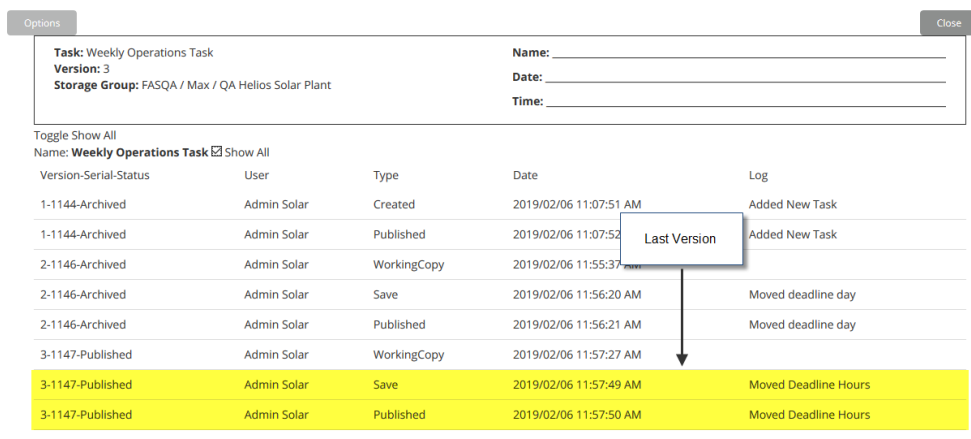 Options
Close
Task: Weekly Operations Task
Version: 3
Storage Group: FASQA / Max / QA Helios Solar Plant
Name:
Date:
Time:
Toggle Show All
Name: Weekly Operations Task Show All
Version-Serial-Status User Type Date Log
1-1144-Archived Admin Solar Created 2019/02/06 11:07:51 AM Added New Task
1-1144-Archived Admin Solar Published 2019/02/06 11:07:52 Added New Task
Last Version
2-1146-Archived Admin Solar WorkingCopy 2019/02/06 11:55:37 AM
2-1146-Archived Admin Solar Save 2019/02/06 11:56:20 AM Moved deadline day
2-1146-Archived Admin Solar Published 2019/02/06 11:56:21 AM Moved deadline day
3-1147-Published Admin Solar WorkingCopy 2019/02/06 11:57:27 AM
3-1147-Published Admin Solar Save 2019/02/06 11:57:49 AM Moved Deadline Hours
3-1147-Published Admin Solar Published 2019/02/06 11:57:50 AM Moved Deadline Hours